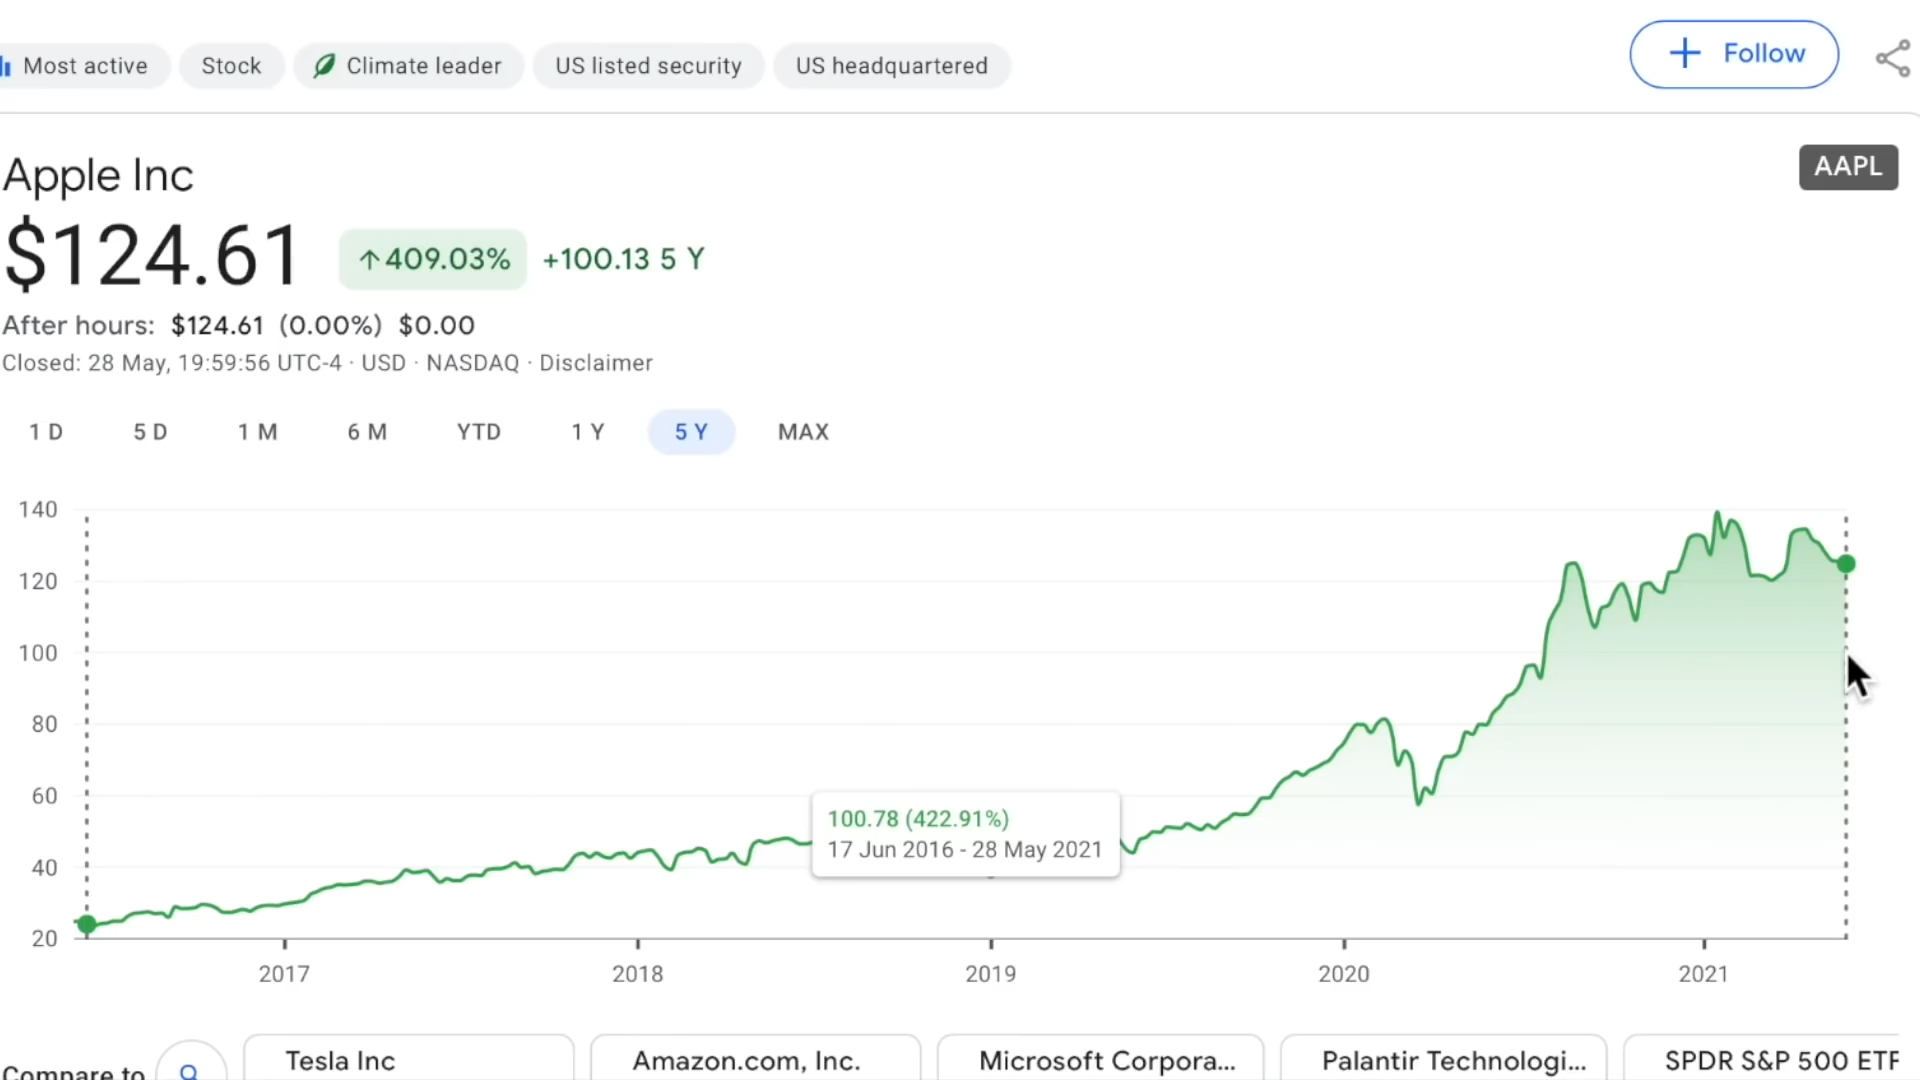 Most active
Stock
Climate leader
US listed security
US headquartered
Follow
Apple Inc
AAPL
$124.61
↑409.03%
+100.13 5 Y
After hours: $124.61 (0.00%) $0.00
Closed: 28 May, 19:59:56 UTC-4 · USD · NASDAQ · Disclaimer
1 D
5 D
1 M
6 M
YTD
1 Y
5 Y
MAX
140
120
100
80
60
40
20
100.78 (422.91%)
17 Jun 2016 - 28 May 2021
2017
2018
2019
2020
2021
Compare to
Tesla Inc
Amazon.com, Inc.
Microsoft Corpora...
Palantir Technologi...
SPDR S&P 500 ETF